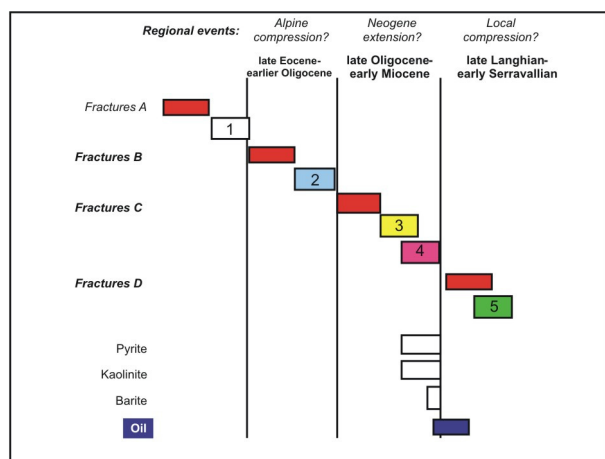 Regional events:
Alpine
compression?
Neogene
extension?
Local
compression?
late Eocene-
earlier Oligocene
late Oligocene-
early Miocene
late Langhian-
early Serravallian
Fractures A
1
Fractures B
2
Fractures C
3
4
Fractures D
5
Pyrite
Kaolinite
Barite
Oil